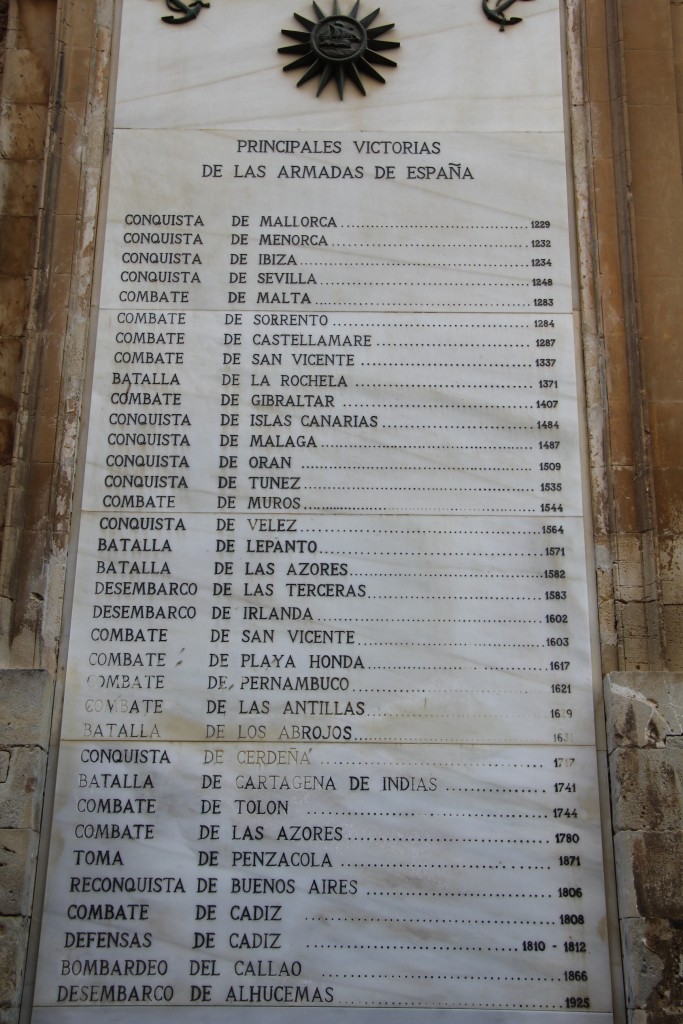 PRINCIPALES VICTORIAS
DE LAS ARMADAS DE ESPAÑA
CONQUISTA DE MALLORCA 1229
CONQUISTA DE MENORCA 1232
CONQUISTA DE IBIZA 1234
CONQUISTA DE SEVILLA 1248
COMBATE DE MALTA 1283
COMBATE DE SORRENTO 1284
COMBATE DE CASTELLAMARE 1287
COMBATE DE SAN VICENTE 1337
BATALLA DE LA ROCHELA 1371
COMBATE DE GIBRALTAR 1407
CONQUISTA DE ISLAS CANARIAS 1484
CONQUISTA DE MALAGA 1487
CONQUISTA DE ORAN 1509
CONQUISTA DE TUNEZ 1535
COMBATE DE MUROS 1544
CONQUISTA DE VELEZ 1564
BATALLA DE LEPANTO 1571
BATALLA DE LAS AZORES 1582
DESEMBARCO DE LAS TERCERAS 1583
DESEMBARCO DE IRLANDA 1602
COMBATE DE SAN VICENTE 1603
COMBATE DE PLAYA HONDA 1617
COMBATE DE PERNAMBUCO 1621
COMBATE DE LAS ANTILLAS
BATALLA DE LOS ABROJOS
CONQUISTA DE CERDEÑA 1717
BATALLA DE CARTAGENA DE INDIAS 1741
COMBATE DE TOLON 1744
COMBATE DE LAS AZORES 1780
TOMA DE PENZACOLA 1871
RECONQUISTA DE BUENOS AIRES 1806
COMBATE DE CADIZ 1808
DEFENSAS DE CADIZ 1810 - 1812
BOMBARDEO DEL CALLAO 1866
DESEMBARCO DE ALHUCEMAS 1925